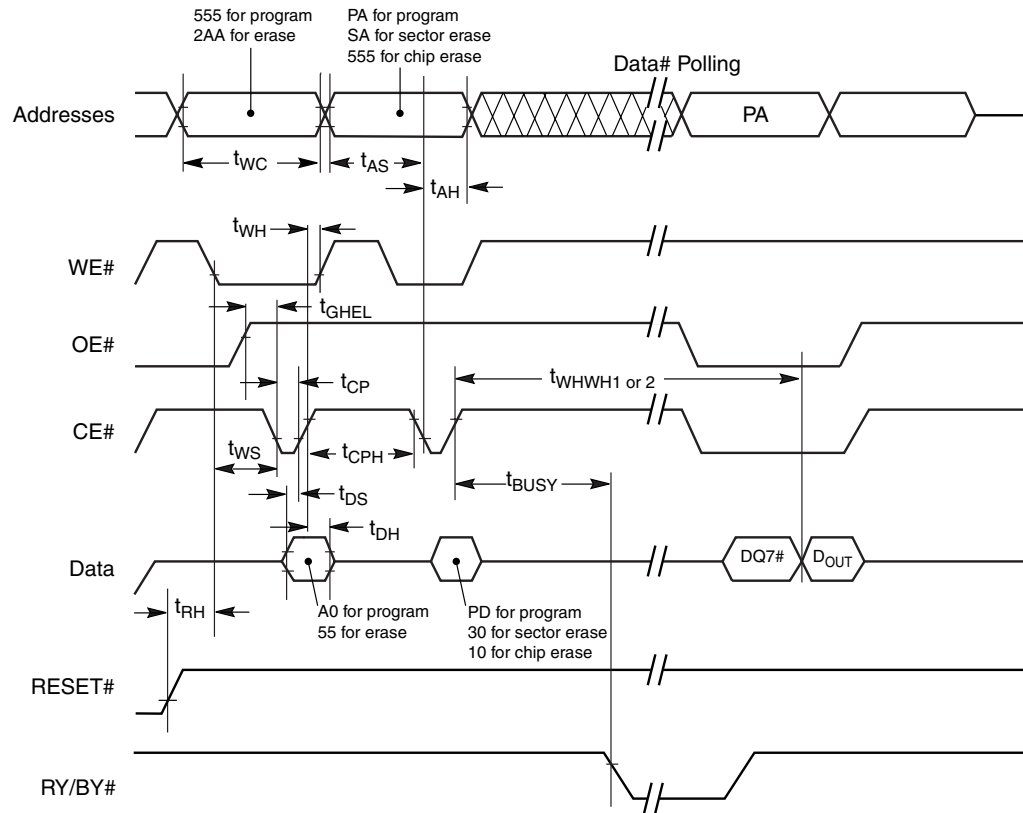 555 for program
2AA for erase
PA for program
SA for sector erase
555 for chip erase
Data# Polling
Addresses
PA
tWC
tAS
tAH
tWH
WE#
tGHEL
OE#
tCP
tWHWH1 or 2
CE#
tWS
tCPH
tBUSY
tDS
tDH
Data
DQ7#
DOUT
tRH
A0 for program
55 for erase
PD for program
30 for sector erase
10 for chip erase
RESET#
RY/BY#